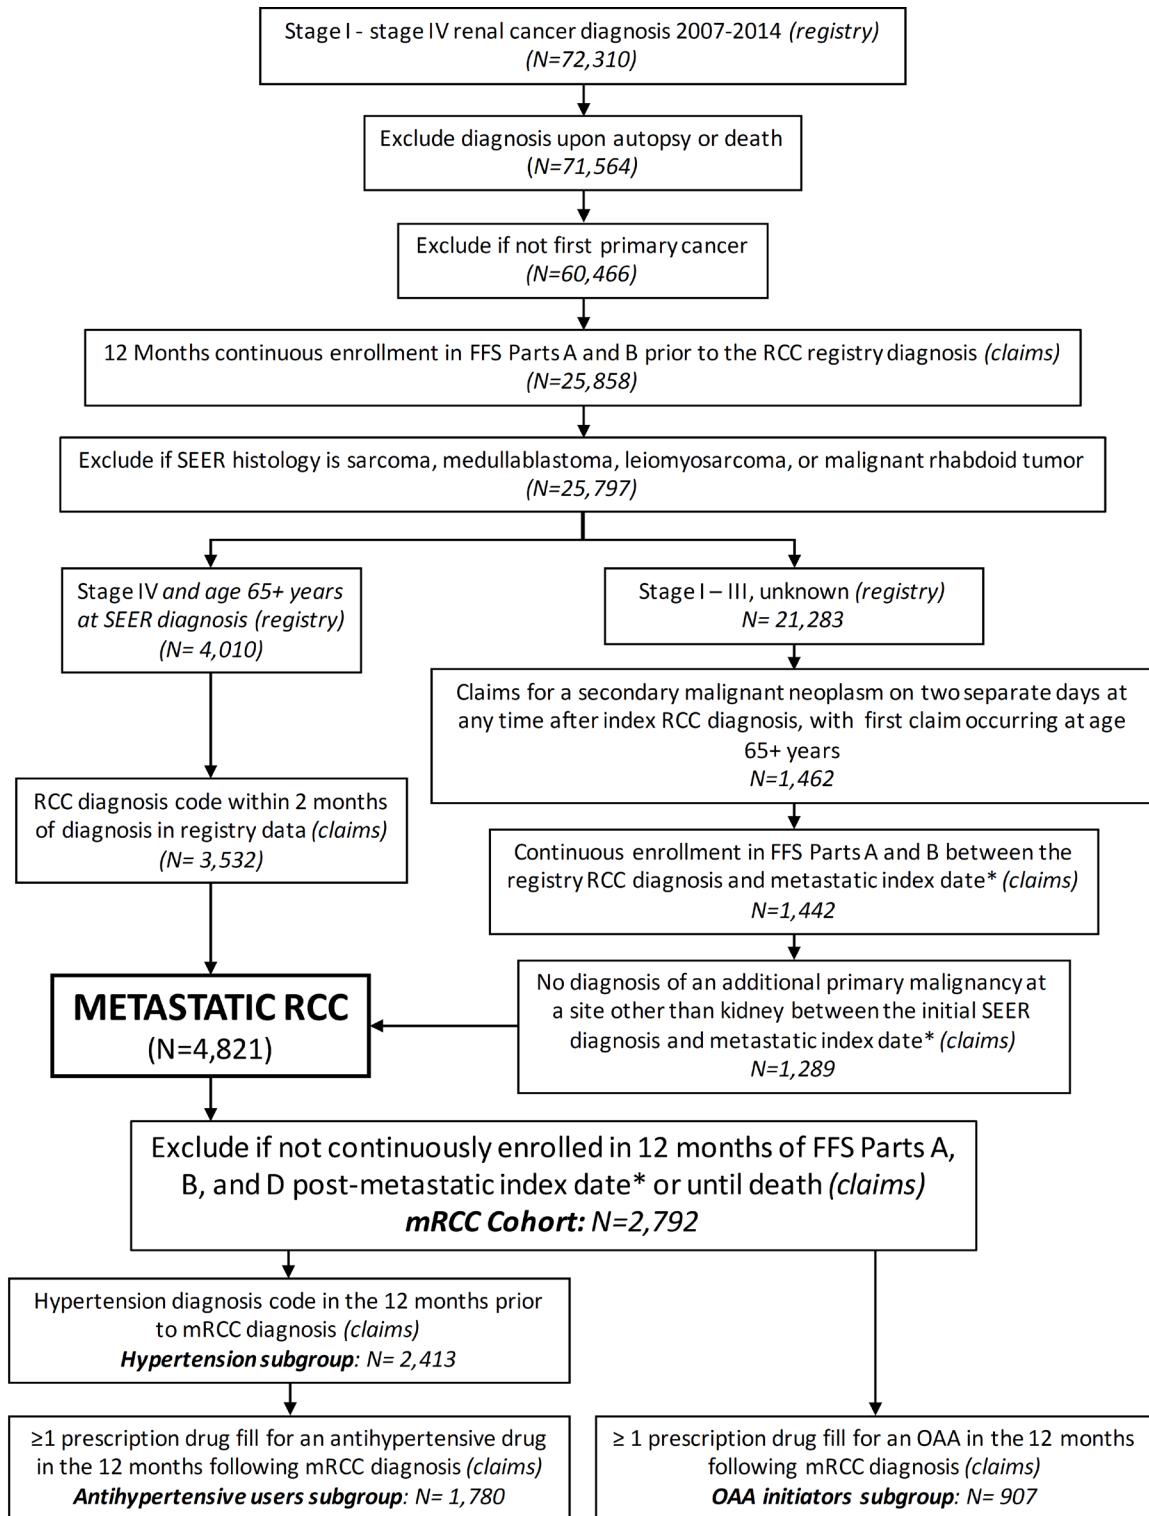 Stage I - stage IV renal cancer diagnosis 2007-2014 (registry)
(N=72,310)
Exclude diagnosis upon autopsy or death
(N=71,564)
Exclude if not first primary cancer
(N=60,466)
12 Months continuous enrollment in FFS Parts A and B prior to the RCC registry diagnosis (claims)
(N=25,858)
Exclude if SEER histology is sarcoma, medullablastoma, leiomyosarcoma, or malignant rhabdoid tumor
(N=25,797)
Stage IV and age 65+ years
at SEER diagnosis (registry)
(N= 4,010)
Stage I – III, unknown (registry)
N= 21,283
Claims for a secondary malignant neoplasm on two separate days at
any time after index RCC diagnosis, with first claim occurring at age
65+ years
N=1,462
RCC diagnosis code within 2 months
of diagnosis in registry data (claims)
(N= 3,532)
Continuous enrollment in FFS Parts A and B between the
registry RCC diagnosis and metastatic index date* (claims)
N=1,442
No diagnosis of an additional primary malignancy at
a site other than kidney between the initial SEER
diagnosis and metastatic index date* (claims)
N=1,289
METASTATIC RCC
(N=4,821)
Exclude if not continuously enrolled in 12 months of FFS Parts A,
B, and D post-metastatic index date* or until death (claims)
mRCC Cohort: N=2,792
Hypertension diagnosis code in the 12 months prior
to mRCC diagnosis (claims)
Hypertension subgroup: N= 2,413
≥1 prescription drug fill for an antihypertensive drug
in the 12 months following mRCC diagnosis (claims)
Antihypertensive users subgroup: N= 1,780
≥ 1 prescription drug fill for an OAA in the 12 months
following mRCC diagnosis (claims)
OAA initiators subgroup: N= 907